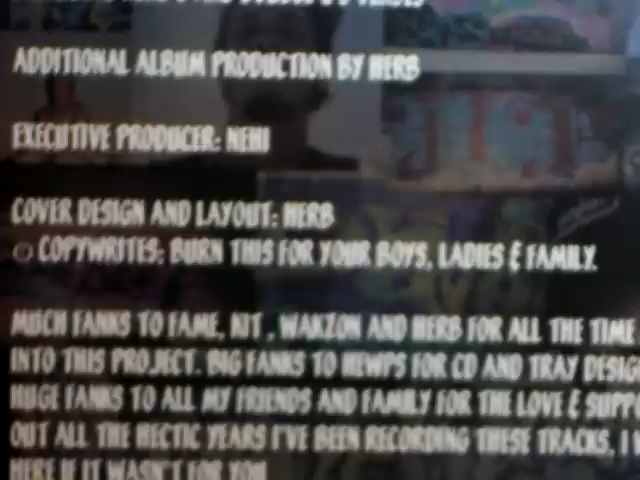 ADDITIONAL ALBUM PRODUCTION BY HERB
EXECUTIVE PRODUCER: NEHI
COVER DESIGN AND LAYOUT: HERB
© COPYWRITES: BURN THIS FOR YOUR BOYS, LADIES & FAMILY.
MUCH FANKS TO FAME, KIT, WAKZON AND HERB FOR ALL THE TIME
INTO THIS PROJECT. BIG FANKS TO HEWPS FOR CD AND TRAY DESIG
HUGE FANKS TO ALL MY FRIENDS AND FAMILY FOR THE LOVE & SUPPO
OUT ALL THE HECTIC YEARS I'VE BEEN RECORDING THESE TRACKS, I W
HERE IF IT WASN'T FOR YOU